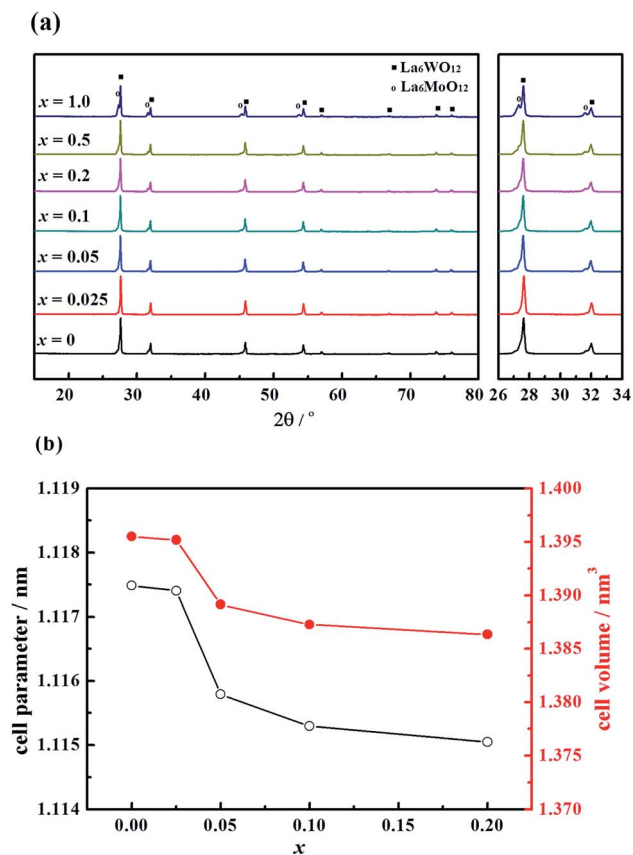 (a)
■ La₆WO₁₂
o La₆MoO₁₂
x = 1.0
x = 0.5
x = 0.2
x = 0.1
x = 0.05
x = 0.025
x = 0
20 30 40 50 60 70 80
26 28 30 32 34
2θ / °
(b)
1.119
1.118
1.117
1.116
1.115
1.114
cell parameter / nm
1.400
1.395
1.390
1.385
1.380
1.375
1.370
cell volume / nm³
0.00 0.05 0.10 0.15 0.20
x